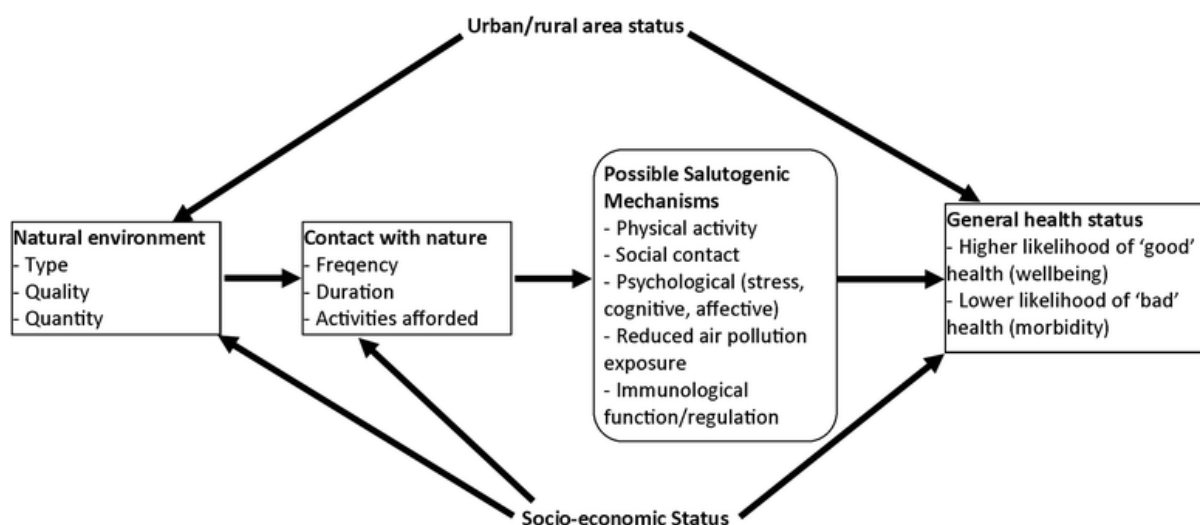 Urban/rural area status
Natural environment
- Type
- Quality
- Quantity
Contact with nature
- Freqency
- Duration
- Activities afforded
Possible Salutogenic
Mechanisms
- Physical activity
- Social contact
- Psychological (stress,
cognitive, affective)
- Reduced air pollution
exposure
- Immunological
function/regulation
General health status
- Higher likelihood of ‘good’
health (wellbeing)
- Lower likelihood of ‘bad’
health (morbidity)
Socio-economic Status